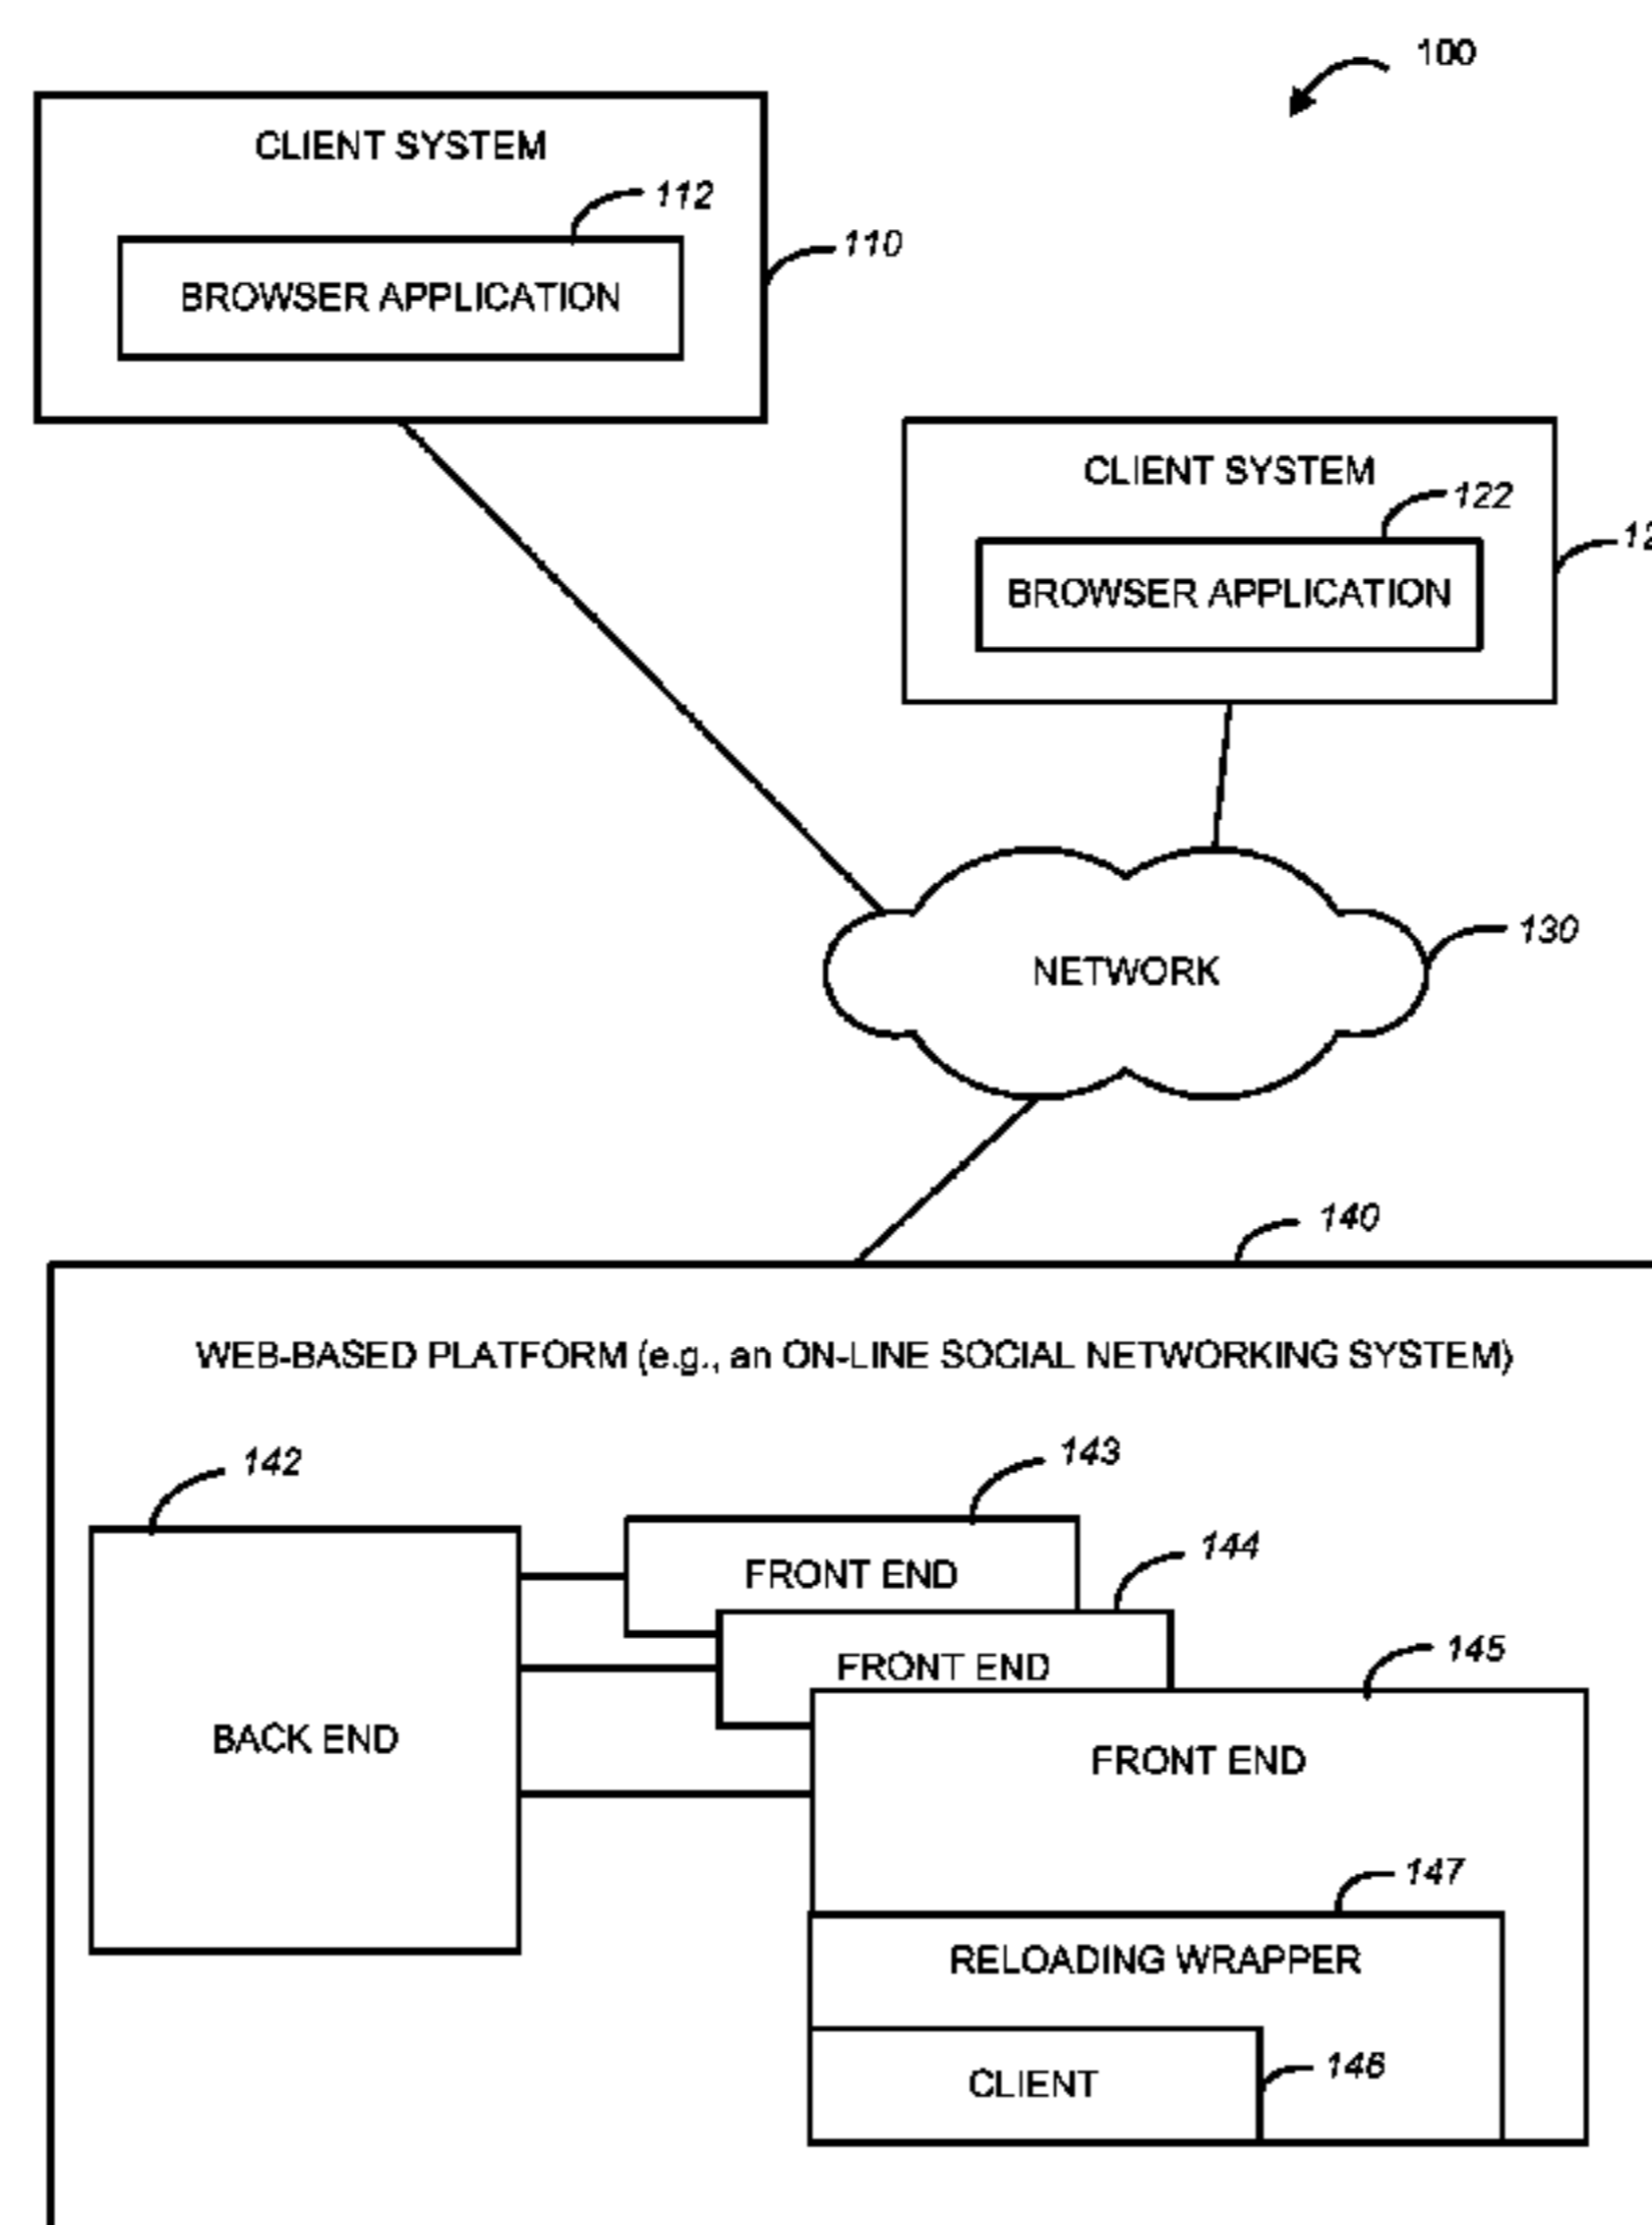 100
CLIENT SYSTEM
112
110
BROWSER APPLICATION
CLIENT SYSTEM
122
BROWSER APPLICATION
130
NETWORK
140
WEB-BASED PLATFORM (e.g., an ON-LINE SOCIAL NETWORKING SYSTEM)
142
143
FRONT END
144
FRONT END
145
BACK END
FRONT END
147
RELOADING WRAPPER
146
CLIENT